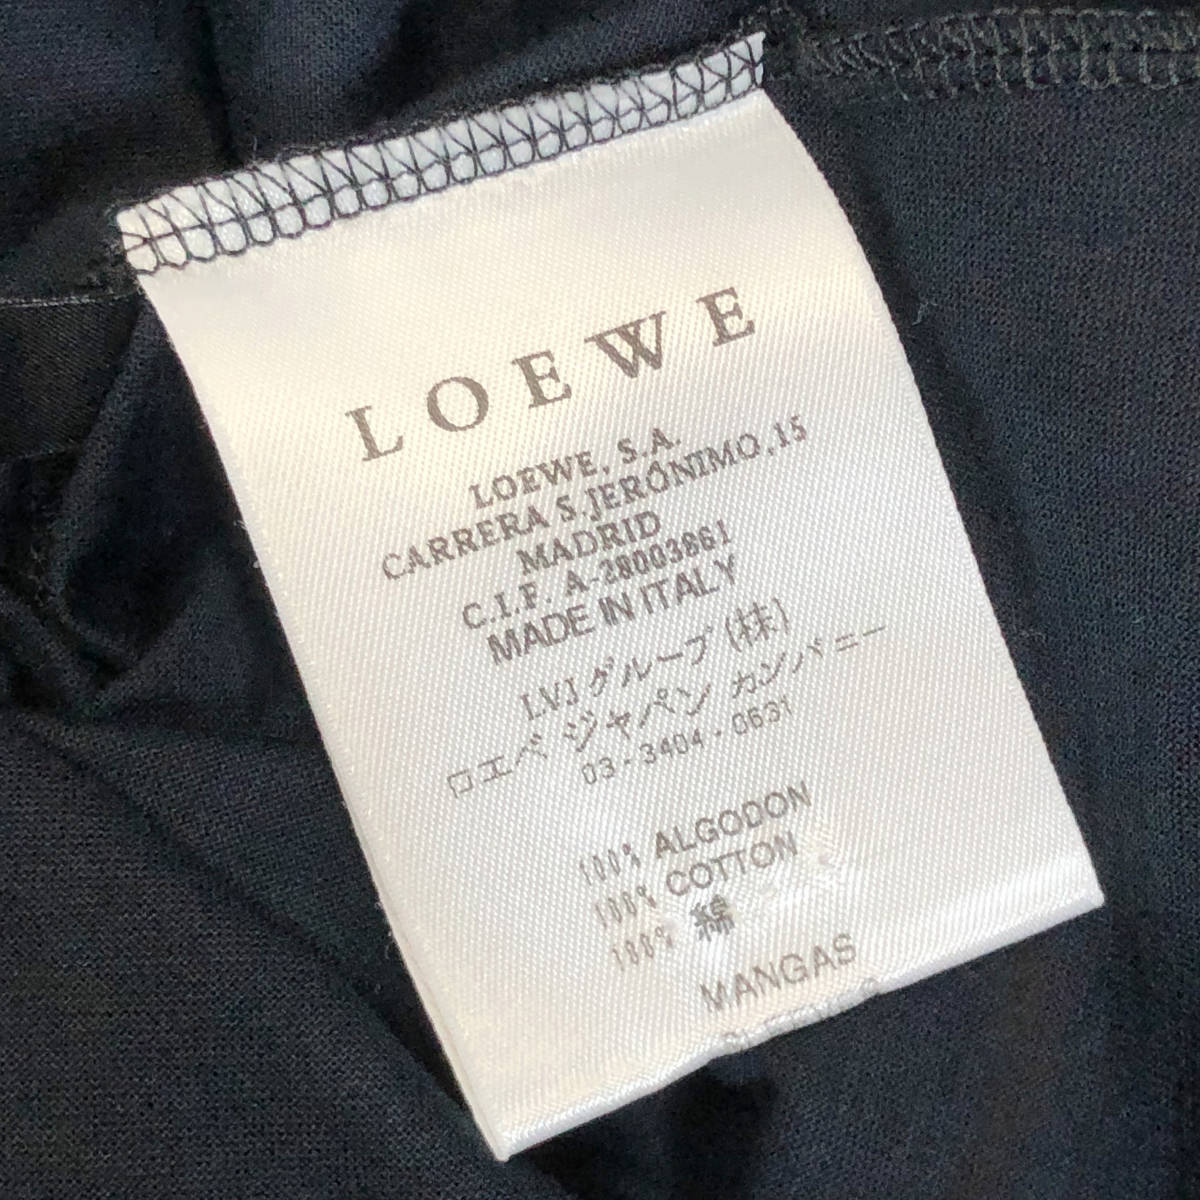 LOEWE
LOEWE, S.A.
CARRERA S.JERÓNIMO,15
MADRID
C.I.F. A-28003861
MADE IN ITALY
LVJグループ(株)
ロエベ ジャパン カンパニー
03-3404-0631
100% ALGODON
100% COTTON
100% 綿
MANGAS